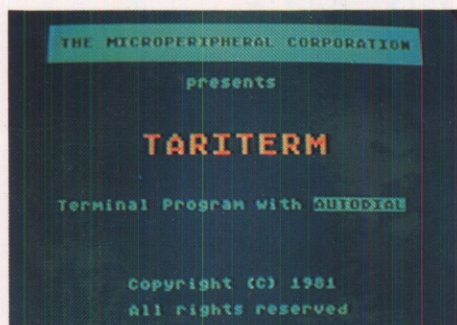 THE MICROPERIPHERAL CORPORATION
presents
TARITERM
Terminal Program with AUTODIAL
Copyright (C) 1981
All rights reserved